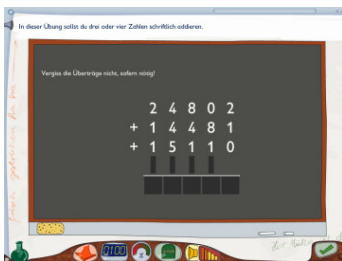 In dieser Übung sollst du drei oder vier Zahlen schriftlich addieren.
Vergiss die Überträge nicht, sofern nötig!
2 4 8 0 2
+ 1 4 4 8 1
+ 1 5 1 1 0